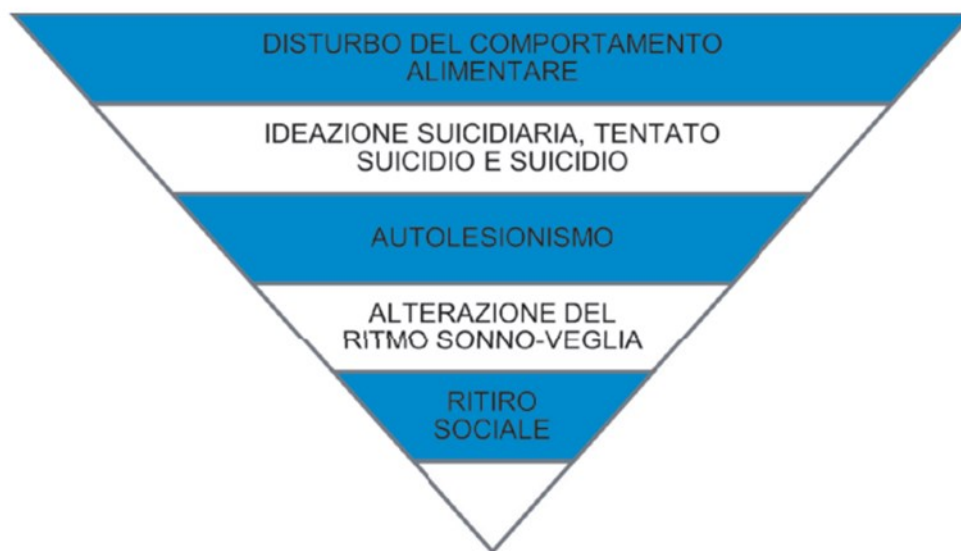 DISTURBO DEL COMPORTAMENTO
ALIMENTARE
IDEAZIONE SUICIDIARIA, TENTATO
SUICIDIO E SUICIDIO
AUTOLESIONISMO
ALTERAZIONE DEL
RITMO SONNO-VEGLIA
RITIRO
SOCIALE